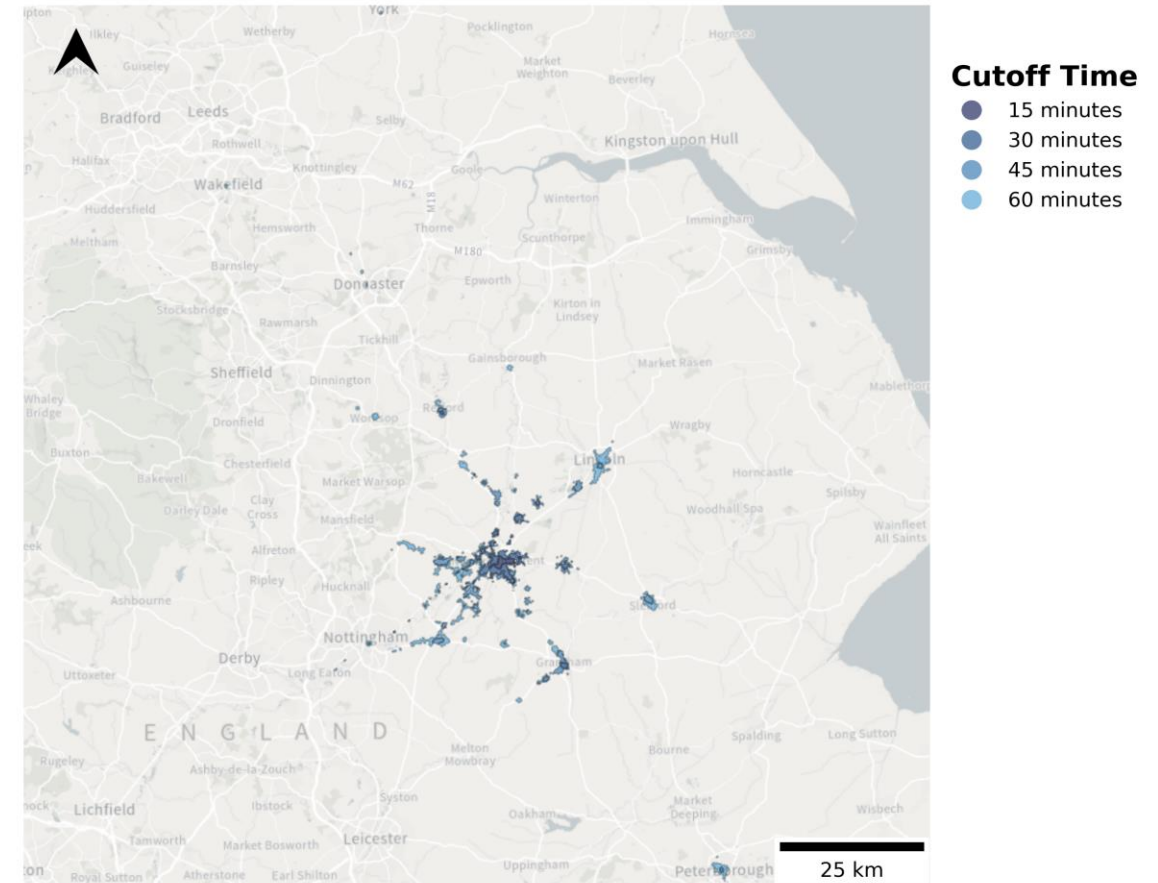 York
Pocklington
Hornsea
Ilkley
Wetherby
Guiseley
Market
Weighton
Beverley
Cutoff Time
15 minutes
30 minutes
45 minutes
60 minutes
Bradford
Leeds
Selby
Rothwell
Kingston upon Hull
Halifax
Knottingley
Goole
Wakefield
M62
M18
Winterton
Huddersfield
Hemsworth
Thorne
Immingham
Meltham
Scunthorpe
Grimsby
M180
Barnsley
Doncaster
Epworth
Stocksbridge
Kirton in
Lindsey
Rawmarsh
Tickhill
Gainsborough
Market Rasen
Sheffield
Dinnington
Whaley
Bridge
Dronfield
Wragby
Buxton
Chesterfield
Bakewell
Market Warsop
Horncastle
Spilsby
Clay
Cross
Darley Dale
Mansfield
Woodhall Spa
Wainfleet
All Saints
Alfreton
Ripley
Hucknall
Ashbourne
Nottingham
Derby
Long Eaton
Uttoxeter
ENGLAND
Melton
Mowbray
Bourne
Spalding
Long Sutton
Rugeley
Ashby-de-la-Zouch
Lichfield
Ibstock
Syston
Oakham
Market
Deeping
Wisbech
Tamworth
Market Bosworth
Leicester
Uppingham
Royal Sutton
Atherstone
Earl Shilton
25 km